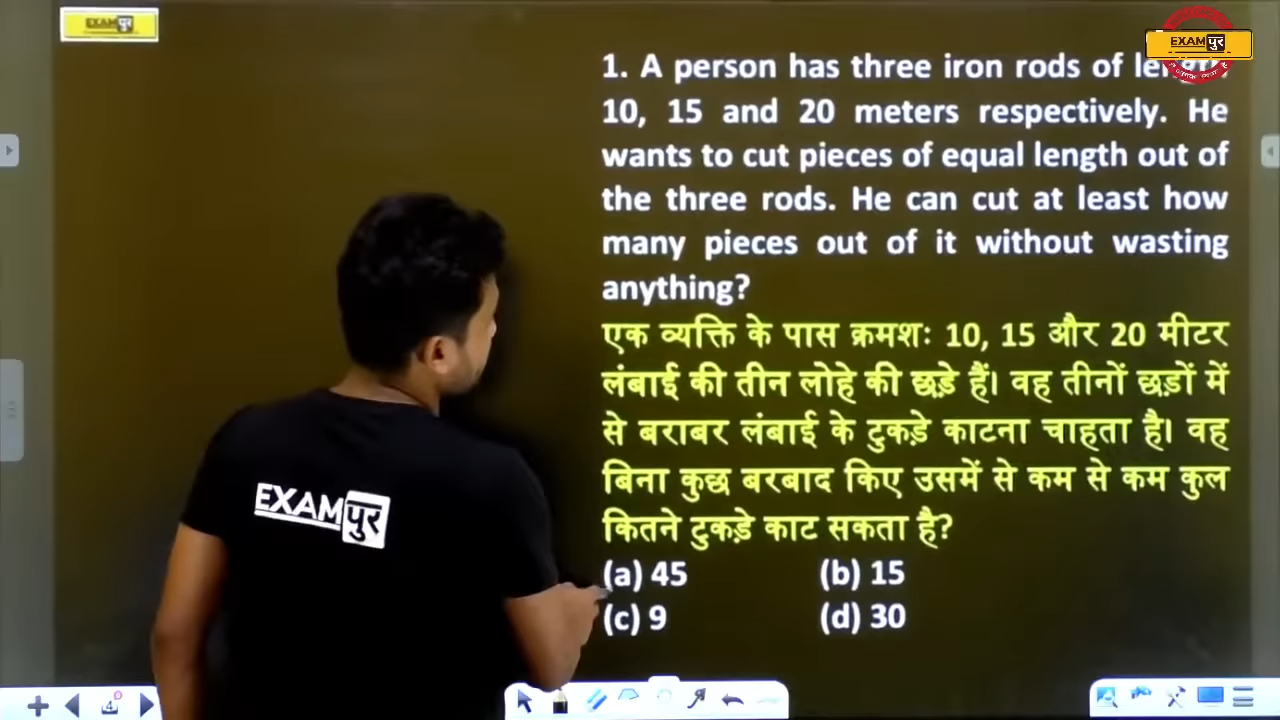 EXAMपुर
EXAMपुर
1. A person has three iron rods of
10, 15 and 20 meters respectively. He
wants to cut pieces of equal length out of
the three rods. He can cut at least how
many pieces out of it without wasting
anything?
एक व्यक्ति के पास क्रमशः 10, 15 और 20 मीटर
लंबाई की तीन लोहे की छड़े हैं। वह तीनों छड़ों में
से बराबर लंबाई के टुकड़े काटना चाहता है। वह
बिना कुछ बरबाद किए उसमें से कम से कम कुल
कितने टुकड़े काट सकता है?
(a) 45 (b) 15
(c) 9 (d) 30
EXAMपुर